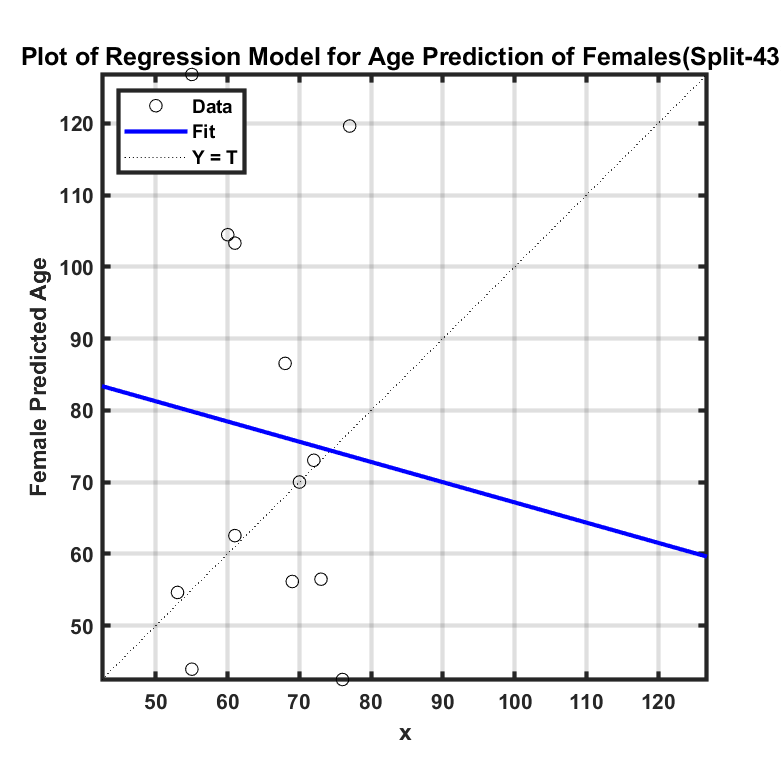 Plot of Regression Model for Age Prediction of Females(Split-43
Data
Fit
Y = T
120
110
100
90
80
70
60
50
Female Predicted Age
50 60 70 80 90 100 110 120
x